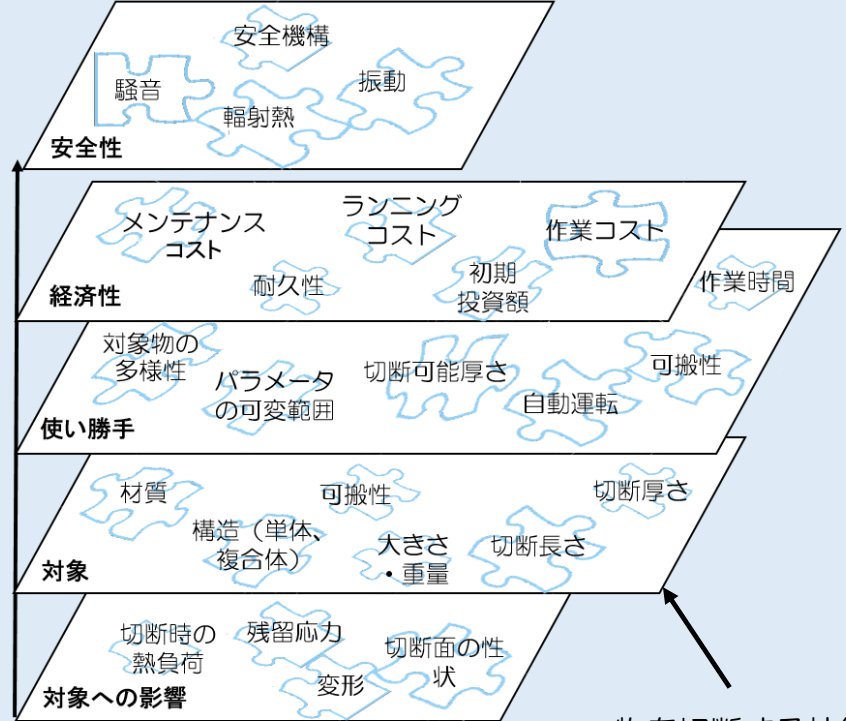 安全機構
騒音
振動
輻射熱
安全性
メンテナンス
コスト
ランニング
コスト
作業コスト
耐久性
初期
投資額
経済性
作業時間
対象物の
多様性
パラメータ
の可変範囲
切断可能厚さ
自動運転
可搬性
使い勝手
材質
可搬性
切断厚さ
構造（単体、
複合体）
大きさ
・重量
切断長さ
対象
切断時の
熱負荷
残留応力
変形
切断面の性
状
対象への影響